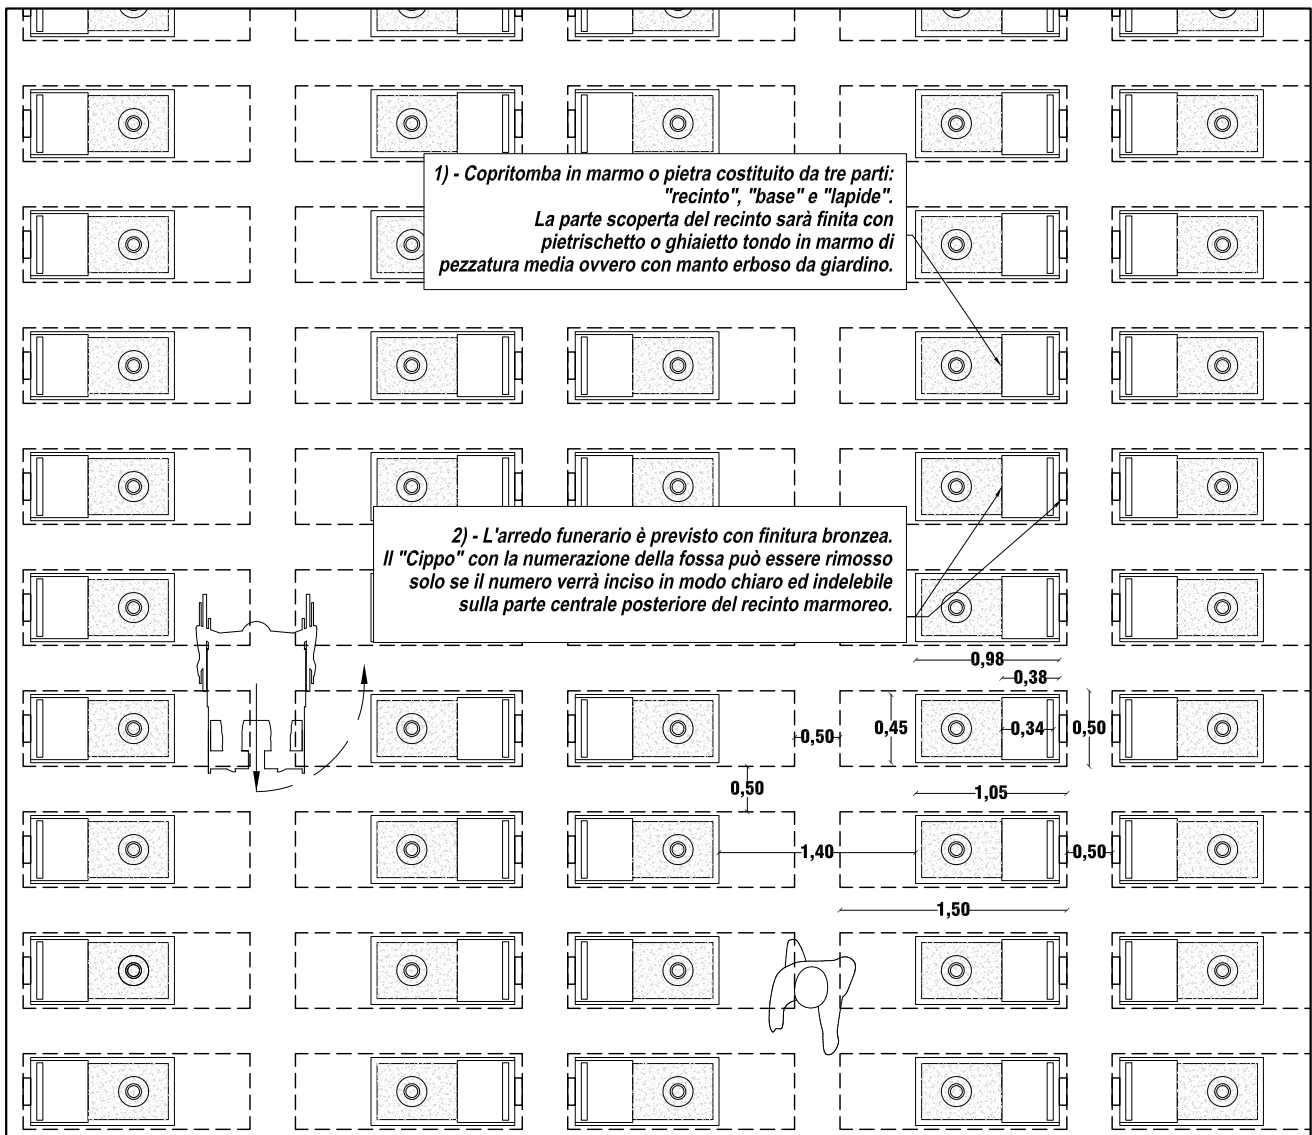 1) - Copritomba in marmo o pietra costituito da tre parti:
"recinto", "base" e "lapide".
La parte scoperta del recinto sarà finita con
pietrischetto o ghiaietto tondo in marmo di
pezzatura media ovvero con manto erboso da giardino.
2) - L'arredo funerario è previsto con finitura bronzea.
Il "Cippo" con la numerazione della fossa può essere rimosso
solo se il numero verrà inciso in modo chiaro ed indelebile
sulla parte centrale posteriore del recinto marmoreo.
0,98
0,38
0,50
0,45
0,34
0,50
0,50
1,05
1,40
0,50
1,50